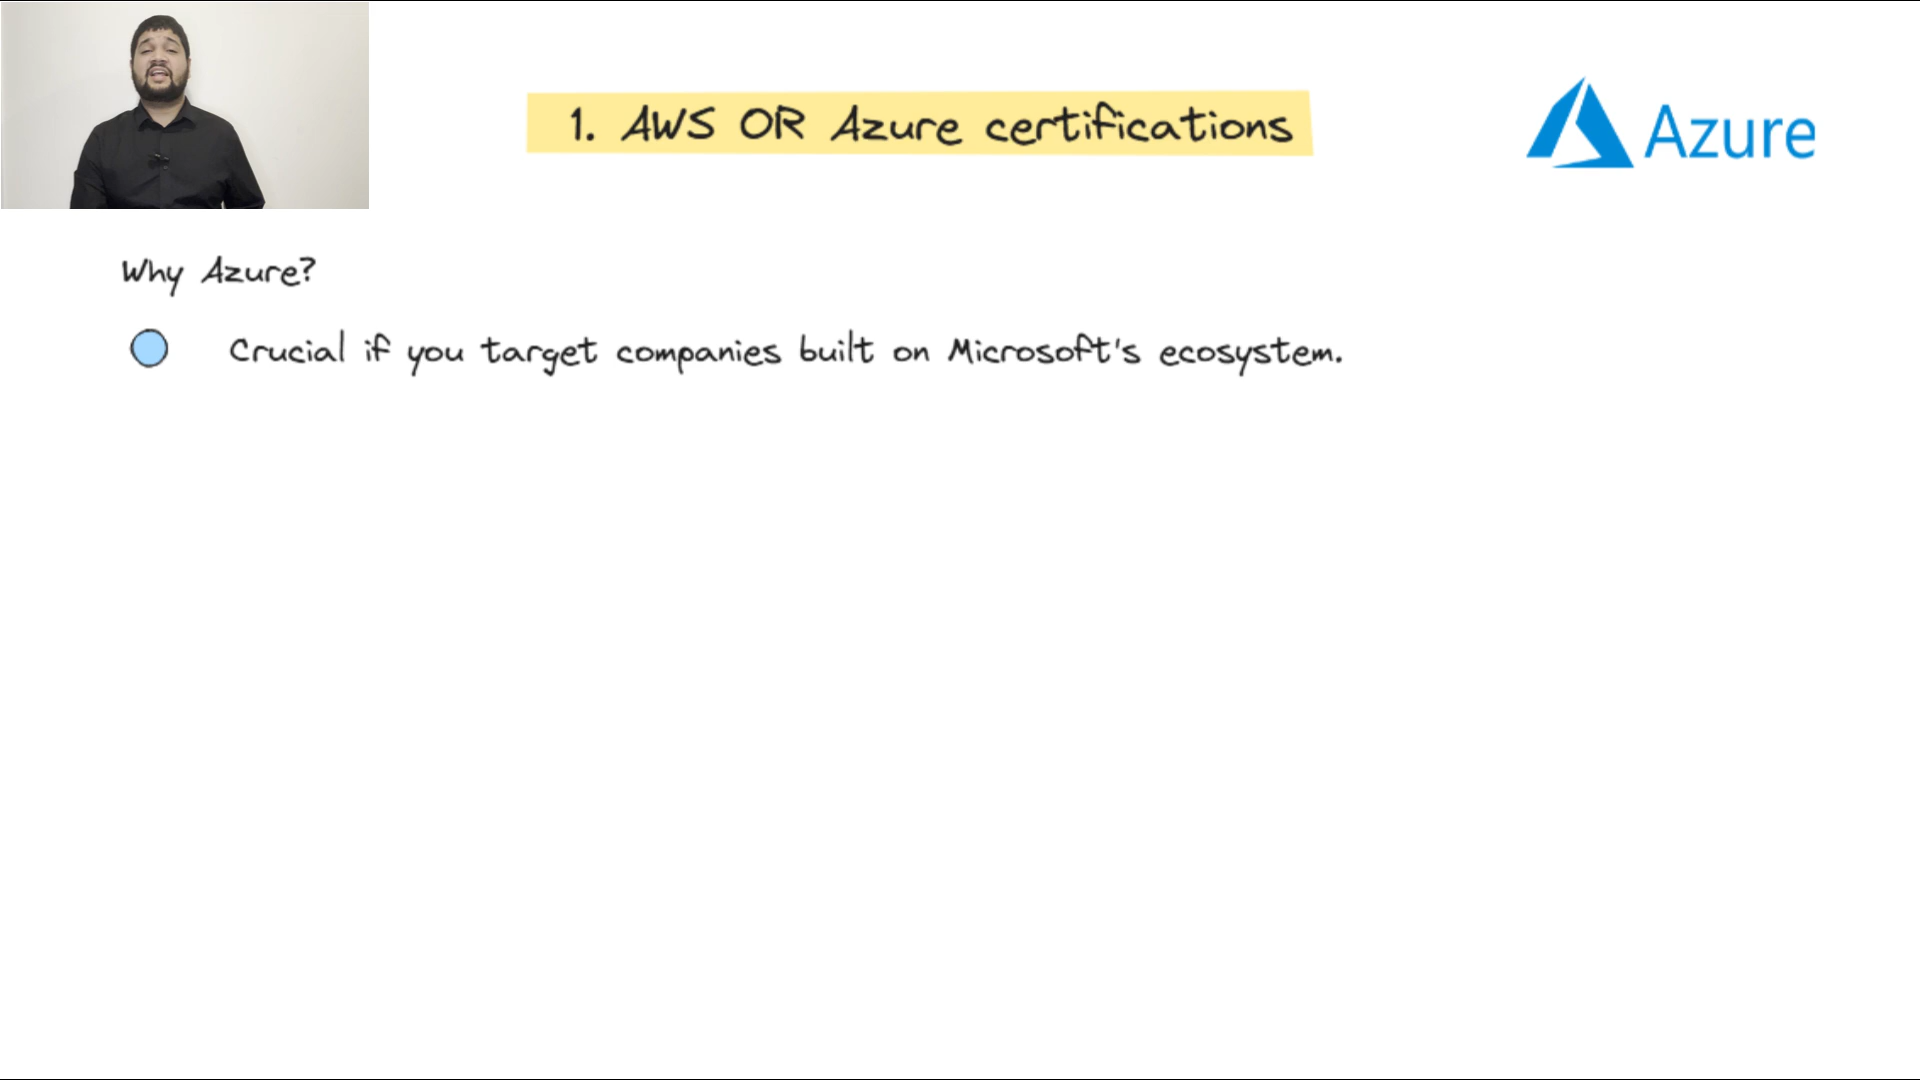 1. AWS OR Azure certifications
Azure
Why Azure?
Crucial if you target companies built on Microsoft's ecosystem.